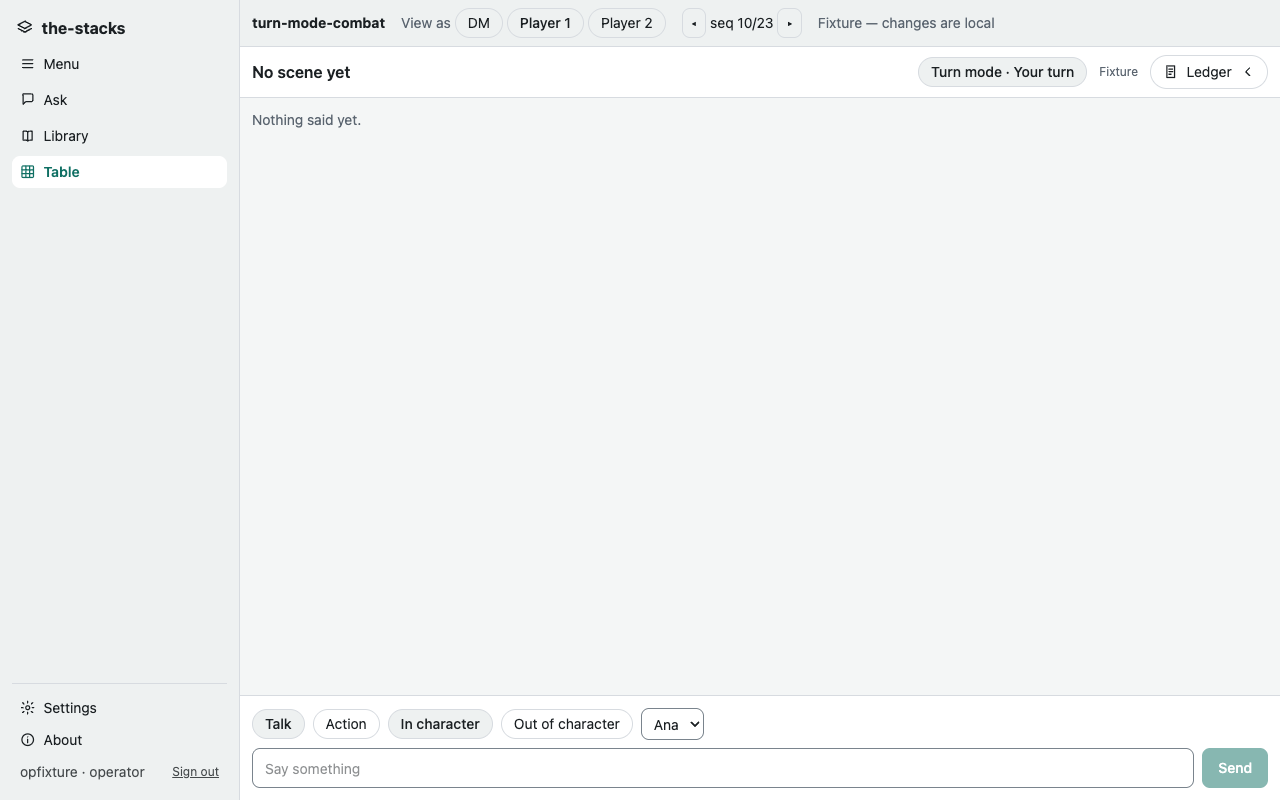 the-stacks
Menu
Ask
Library
Table
Settings
About
opfixture · operator Sign out
turn-mode-combat View as DM Player 1 Player 2 ◂ seq 10/23 ▸ Fixture — changes are local
No scene yet Turn mode · Your turn Fixture Ledger
Nothing said yet.
Talk Action In character Out of character Ana
Say something Send